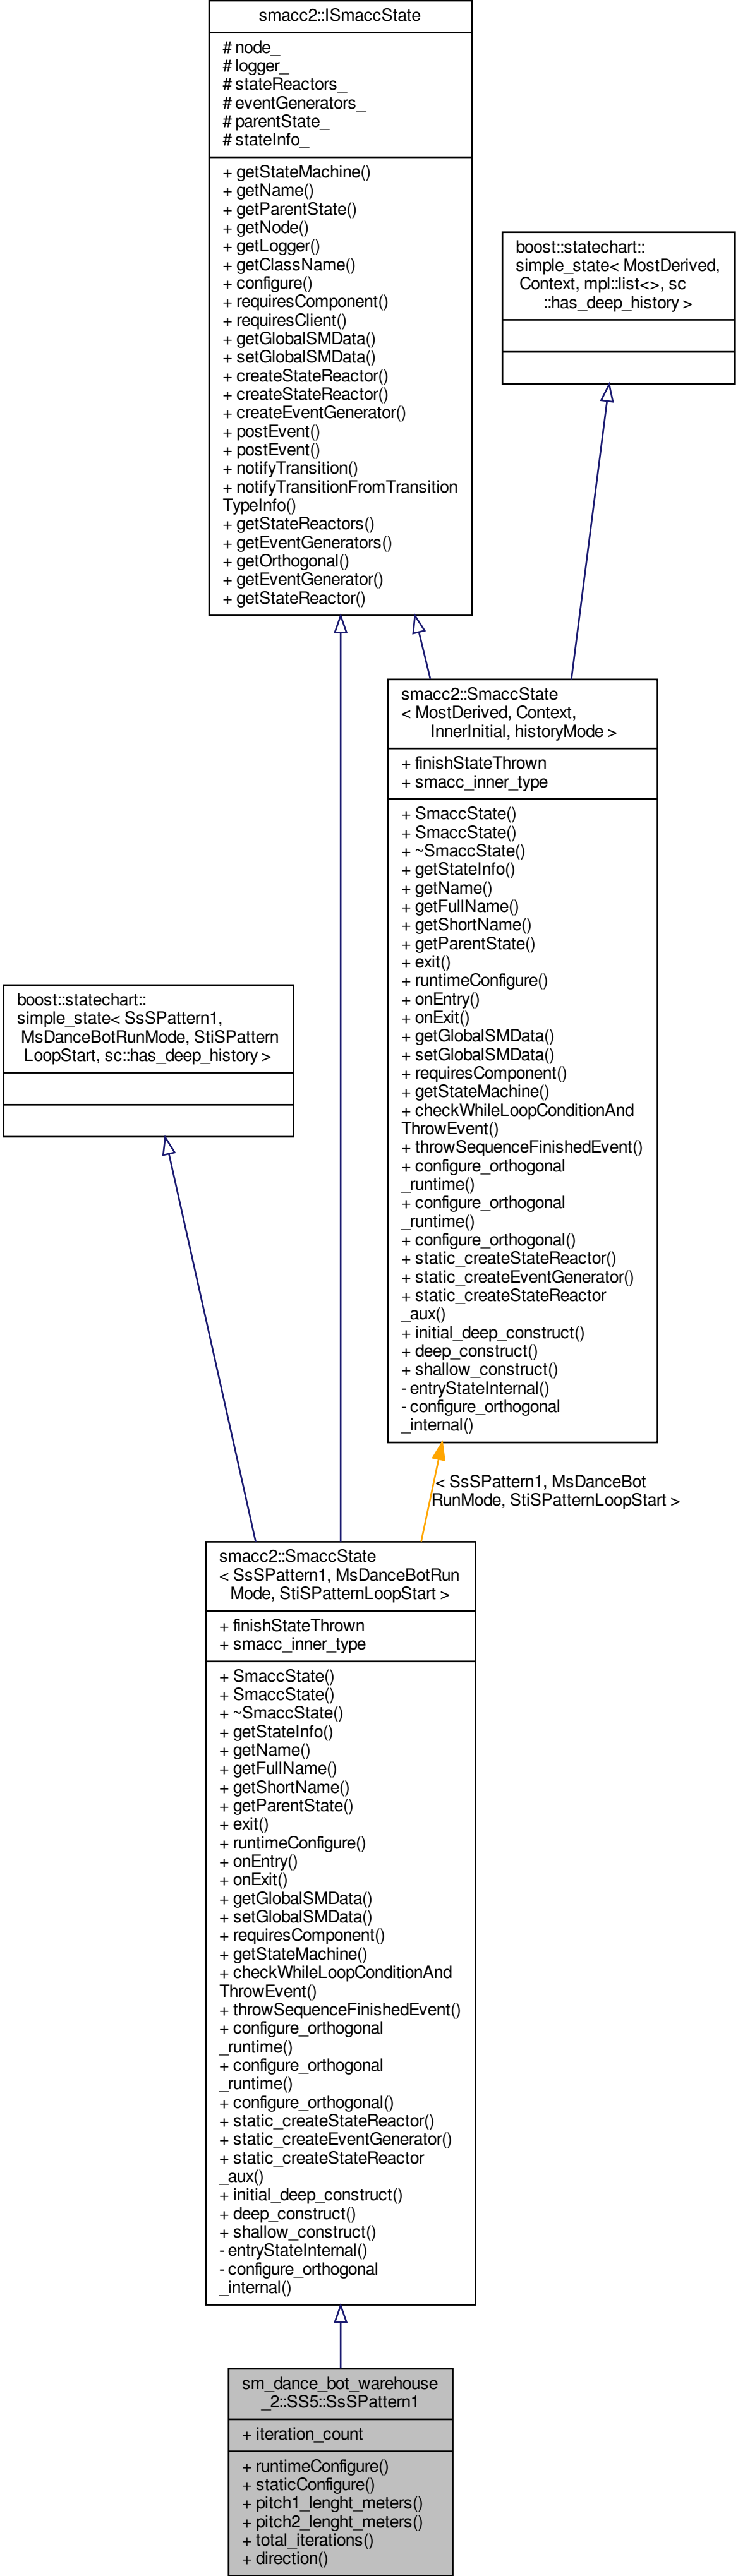 smacc2::ISmaccState
# node_
# logger_
# stateReactors_
# eventGenerators_
# parentState_
# stateInfo_
+ getStateMachine()
+ getName()
+ getParentState()
+ getNode()
+ getLogger()
+ getClassName()
+ configure()
+ requiresComponent()
+ requiresClient()
+ getGlobalSMData()
+ setGlobalSMData()
+ createStateReactor()
+ createStateReactor()
+ createEventGenerator()
+ postEvent()
+ postEvent()
+ notifyTransition()
+ notifyTransitionFromTransition
TypeInfo()
+ getStateReactors()
+ getEventGenerators()
+ getOrthogonal()
+ getEventGenerator()
+ getStateReactor()
boost::statechart::
simple_state< MostDerived,
Context, mpl::list<>, sc
::has_deep_history >
smacc2::SmaccState
< MostDerived, Context,
InnerInitial, historyMode >
+ finishStateThrown
+ smacc_inner_type
+ SmaccState()
+ SmaccState()
+ ~SmaccState()
+ getStateInfo()
+ getName()
+ getFullName()
+ getShortName()
+ getParentState()
+ exit()
+ runtimeConfigure()
+ onEntry()
+ onExit()
+ getGlobalSMData()
+ setGlobalSMData()
+ requiresComponent()
+ getStateMachine()
+ checkWhileLoopConditionAnd
ThrowEvent()
+ throwSequenceFinishedEvent()
+ configure_orthogonal
_runtime()
+ configure_orthogonal
_runtime()
+ configure_orthogonal()
+ static_createStateReactor()
+ static_createEventGenerator()
+ static_createStateReactor
_aux()
+ initial_deep_construct()
+ deep_construct()
+ shallow_construct()
- entryStateInternal()
- configure_orthogonal
_internal()
boost::statechart::
simple_state< SsSPattern1,
MsDanceBotRunMode, StiSPattern
LoopStart, sc::has_deep_history >
< SsSPattern1, MsDanceBot
RunMode, StiSPatternLoopStart >
smacc2::SmaccState
< SsSPattern1, MsDanceBotRun
Mode, StiSPatternLoopStart >
+ finishStateThrown
+ smacc_inner_type
+ SmaccState()
+ SmaccState()
+ ~SmaccState()
+ getStateInfo()
+ getName()
+ getFullName()
+ getShortName()
+ getParentState()
+ exit()
+ runtimeConfigure()
+ onEntry()
+ onExit()
+ getGlobalSMData()
+ setGlobalSMData()
+ requiresComponent()
+ getStateMachine()
+ checkWhileLoopConditionAnd
ThrowEvent()
+ throwSequenceFinishedEvent()
+ configure_orthogonal
_runtime()
+ configure_orthogonal
_runtime()
+ configure_orthogonal()
+ static_createStateReactor()
+ static_createEventGenerator()
+ static_createStateReactor
_aux()
+ initial_deep_construct()
+ deep_construct()
+ shallow_construct()
- entryStateInternal()
- configure_orthogonal
_internal()
sm_dance_bot_warehouse
_2::SS5::SsSPattern1
+ iteration_count
+ runtimeConfigure()
+ staticConfigure()
+ pitch1_lenght_meters()
+ pitch2_lenght_meters()
+ total_iterations()
+ direction()